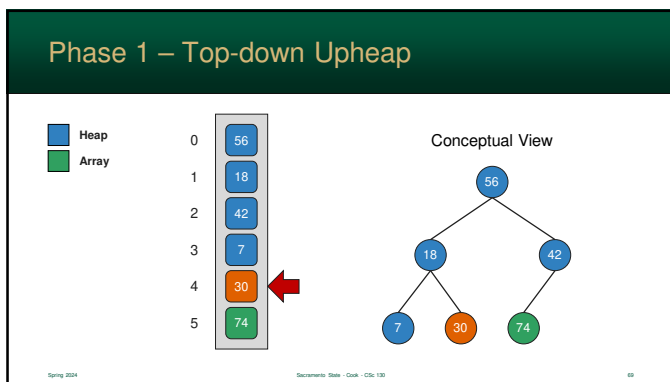 Phase 1 – Top-down Upheap
Heap
Array
0 56
1 18
2 42
3 7
4 30
5 74
Conceptual View
56
18 42
7 30 74
Spring 2024 Sacramento State - Cook - CSc 130 69